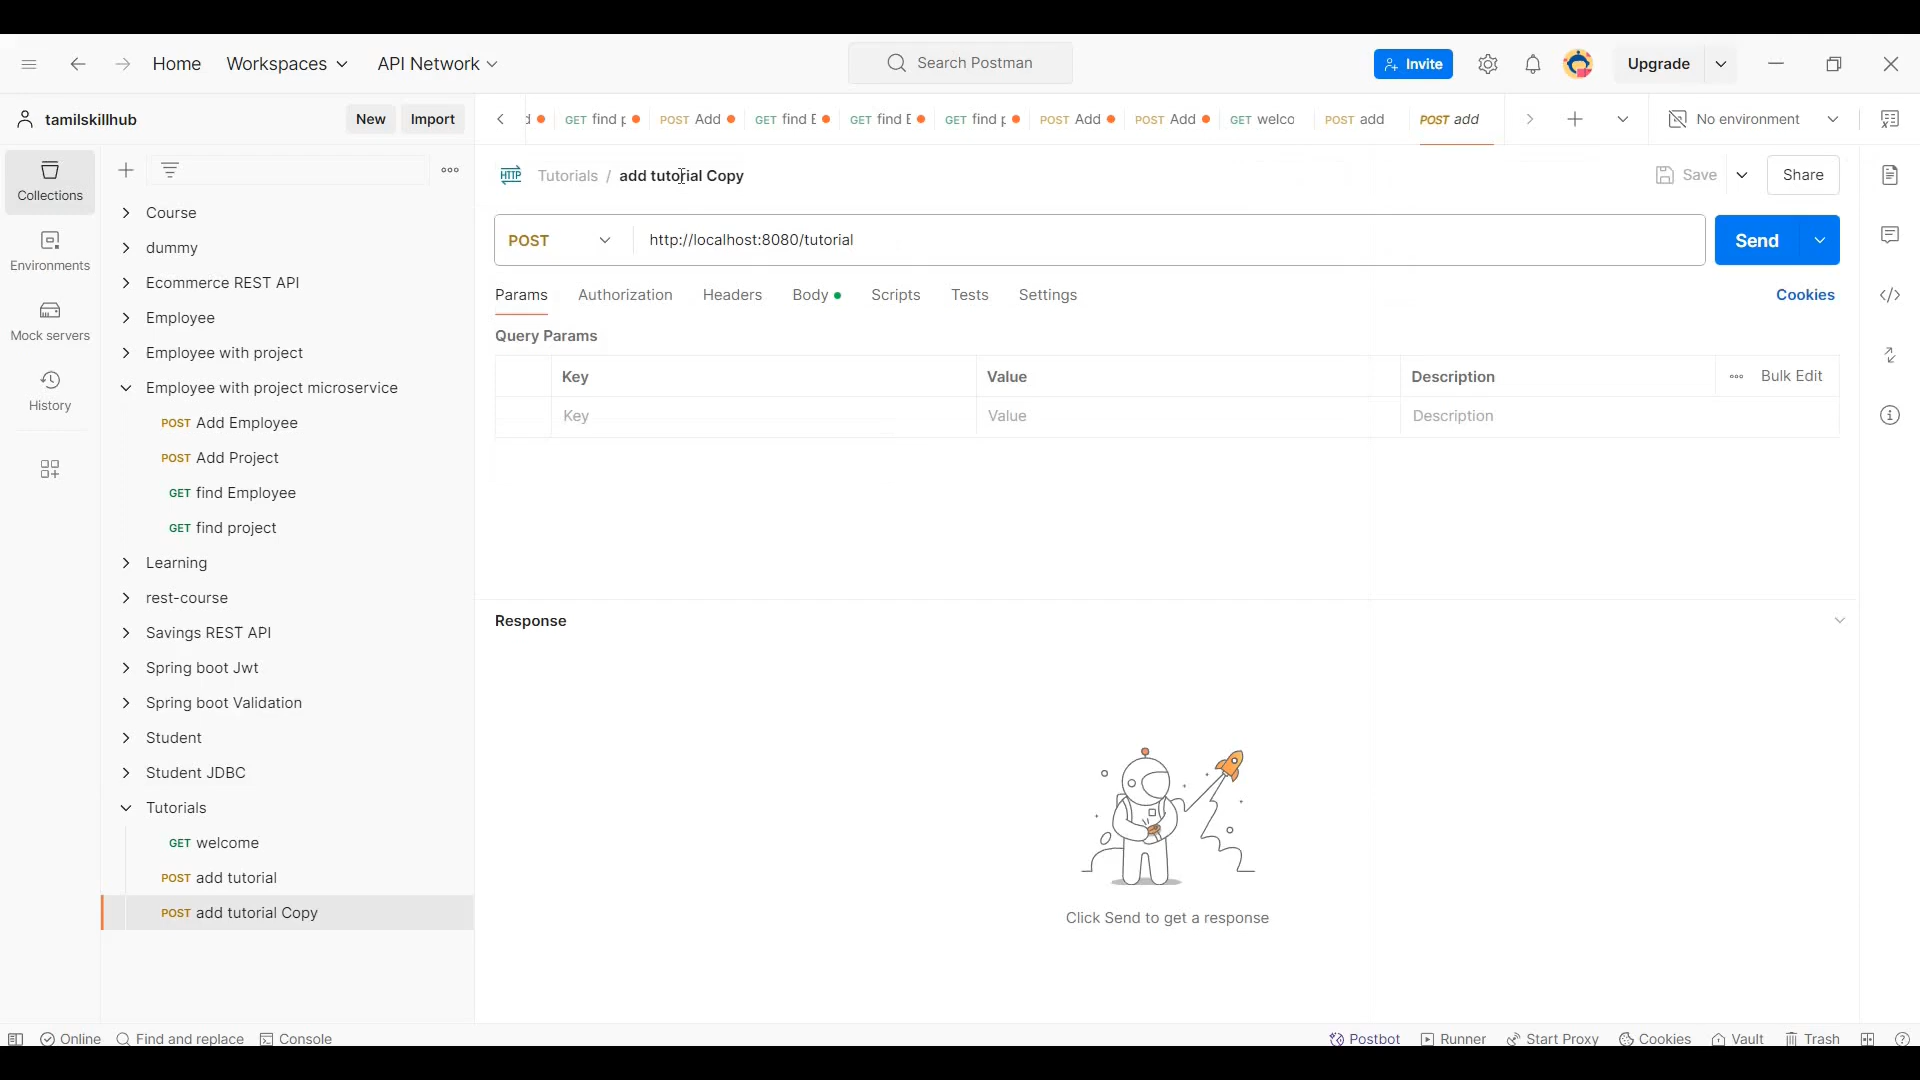 Home Workspaces API Network Search Postman Invite Upgrade
tamilskillhub New Import
GET find POST Add GET find E GET find E GET find POST Add POST Add GET welco POST add POST add No environment
Collections
Environments
Mock servers
History
Course
dummy
Ecommerce REST API
Employee
Employee with project
Employee with project microservice
POST Add Employee
POST Add Project
GET find Employee
GET find project
Learning
rest-course
Savings REST API
Spring boot Jwt
Spring boot Validation
Student
Student JDBC
Tutorials
GET welcome
POST add tutorial
POST add tutorial Copy
HTTP Tutorials / add tutorial Copy Save Share
POST http://localhost:8080/tutorial Send
Params Authorization Headers Body Scripts Tests Settings Cookies
Query Params
Key Value Description Bulk Edit
Key Value Description
Response
Click Send to get a response
Online Find and replace Console Postbot Runner Start Proxy Cookies Vault Trash